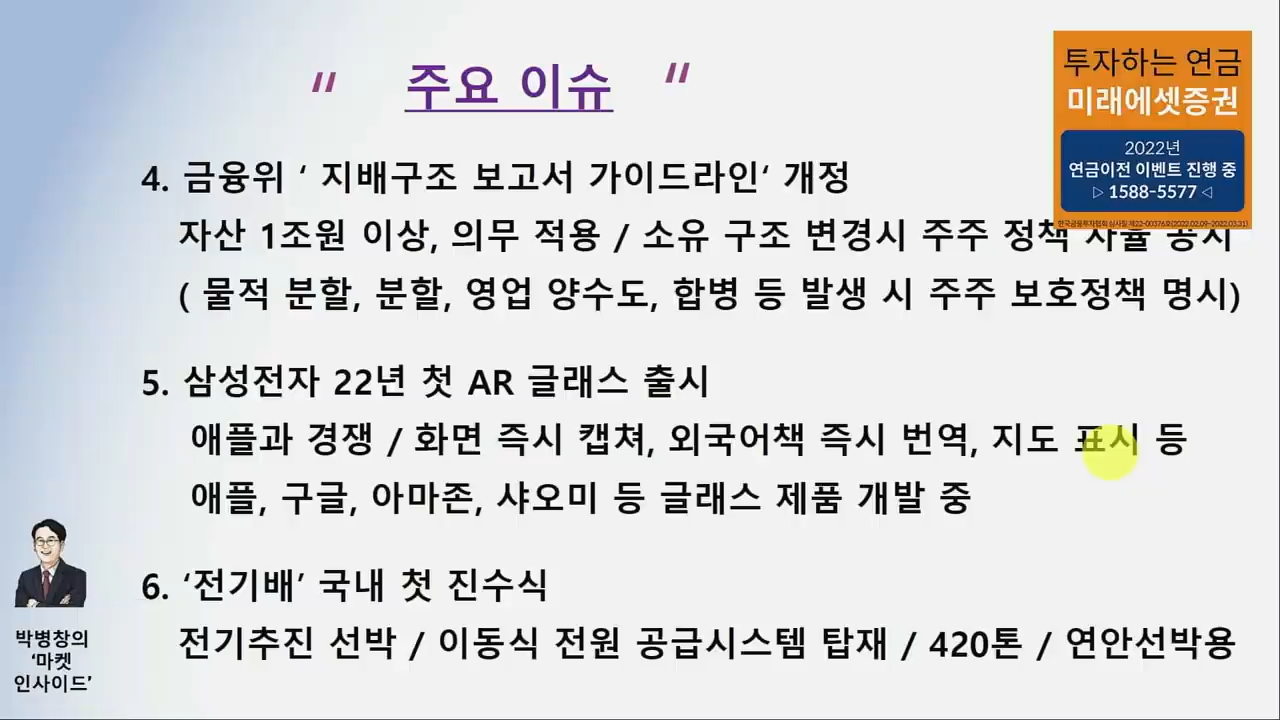 " 주요 이슈 "
투자하는 연금
미래에셋증권
2022년
연금이전 이벤트 진행 중
▷ 1588-5577 ◁
4. 금융위 ‘ 지배구조 보고서 가이드라인‘ 개정
자산 1조원 이상, 의무 적용 / 소유 구조 변경시 주주 정책 자율 공시
( 물적 분할, 분할, 영업 양수도, 합병 등 발생 시 주주 보호정책 명시)
5. 삼성전자 22년 첫 AR 글래스 출시
애플과 경쟁 / 화면 즉시 캡쳐, 외국어책 즉시 번역, 지도 표시 등
애플, 구글, 아마존, 샤오미 등 글래스 제품 개발 중
6. ‘전기배’ 국내 첫 진수식
전기추진 선박 / 이동식 전원 공급시스템 탑재 / 420톤 / 연안선박용
박병창의
‘마켓
인사이드’